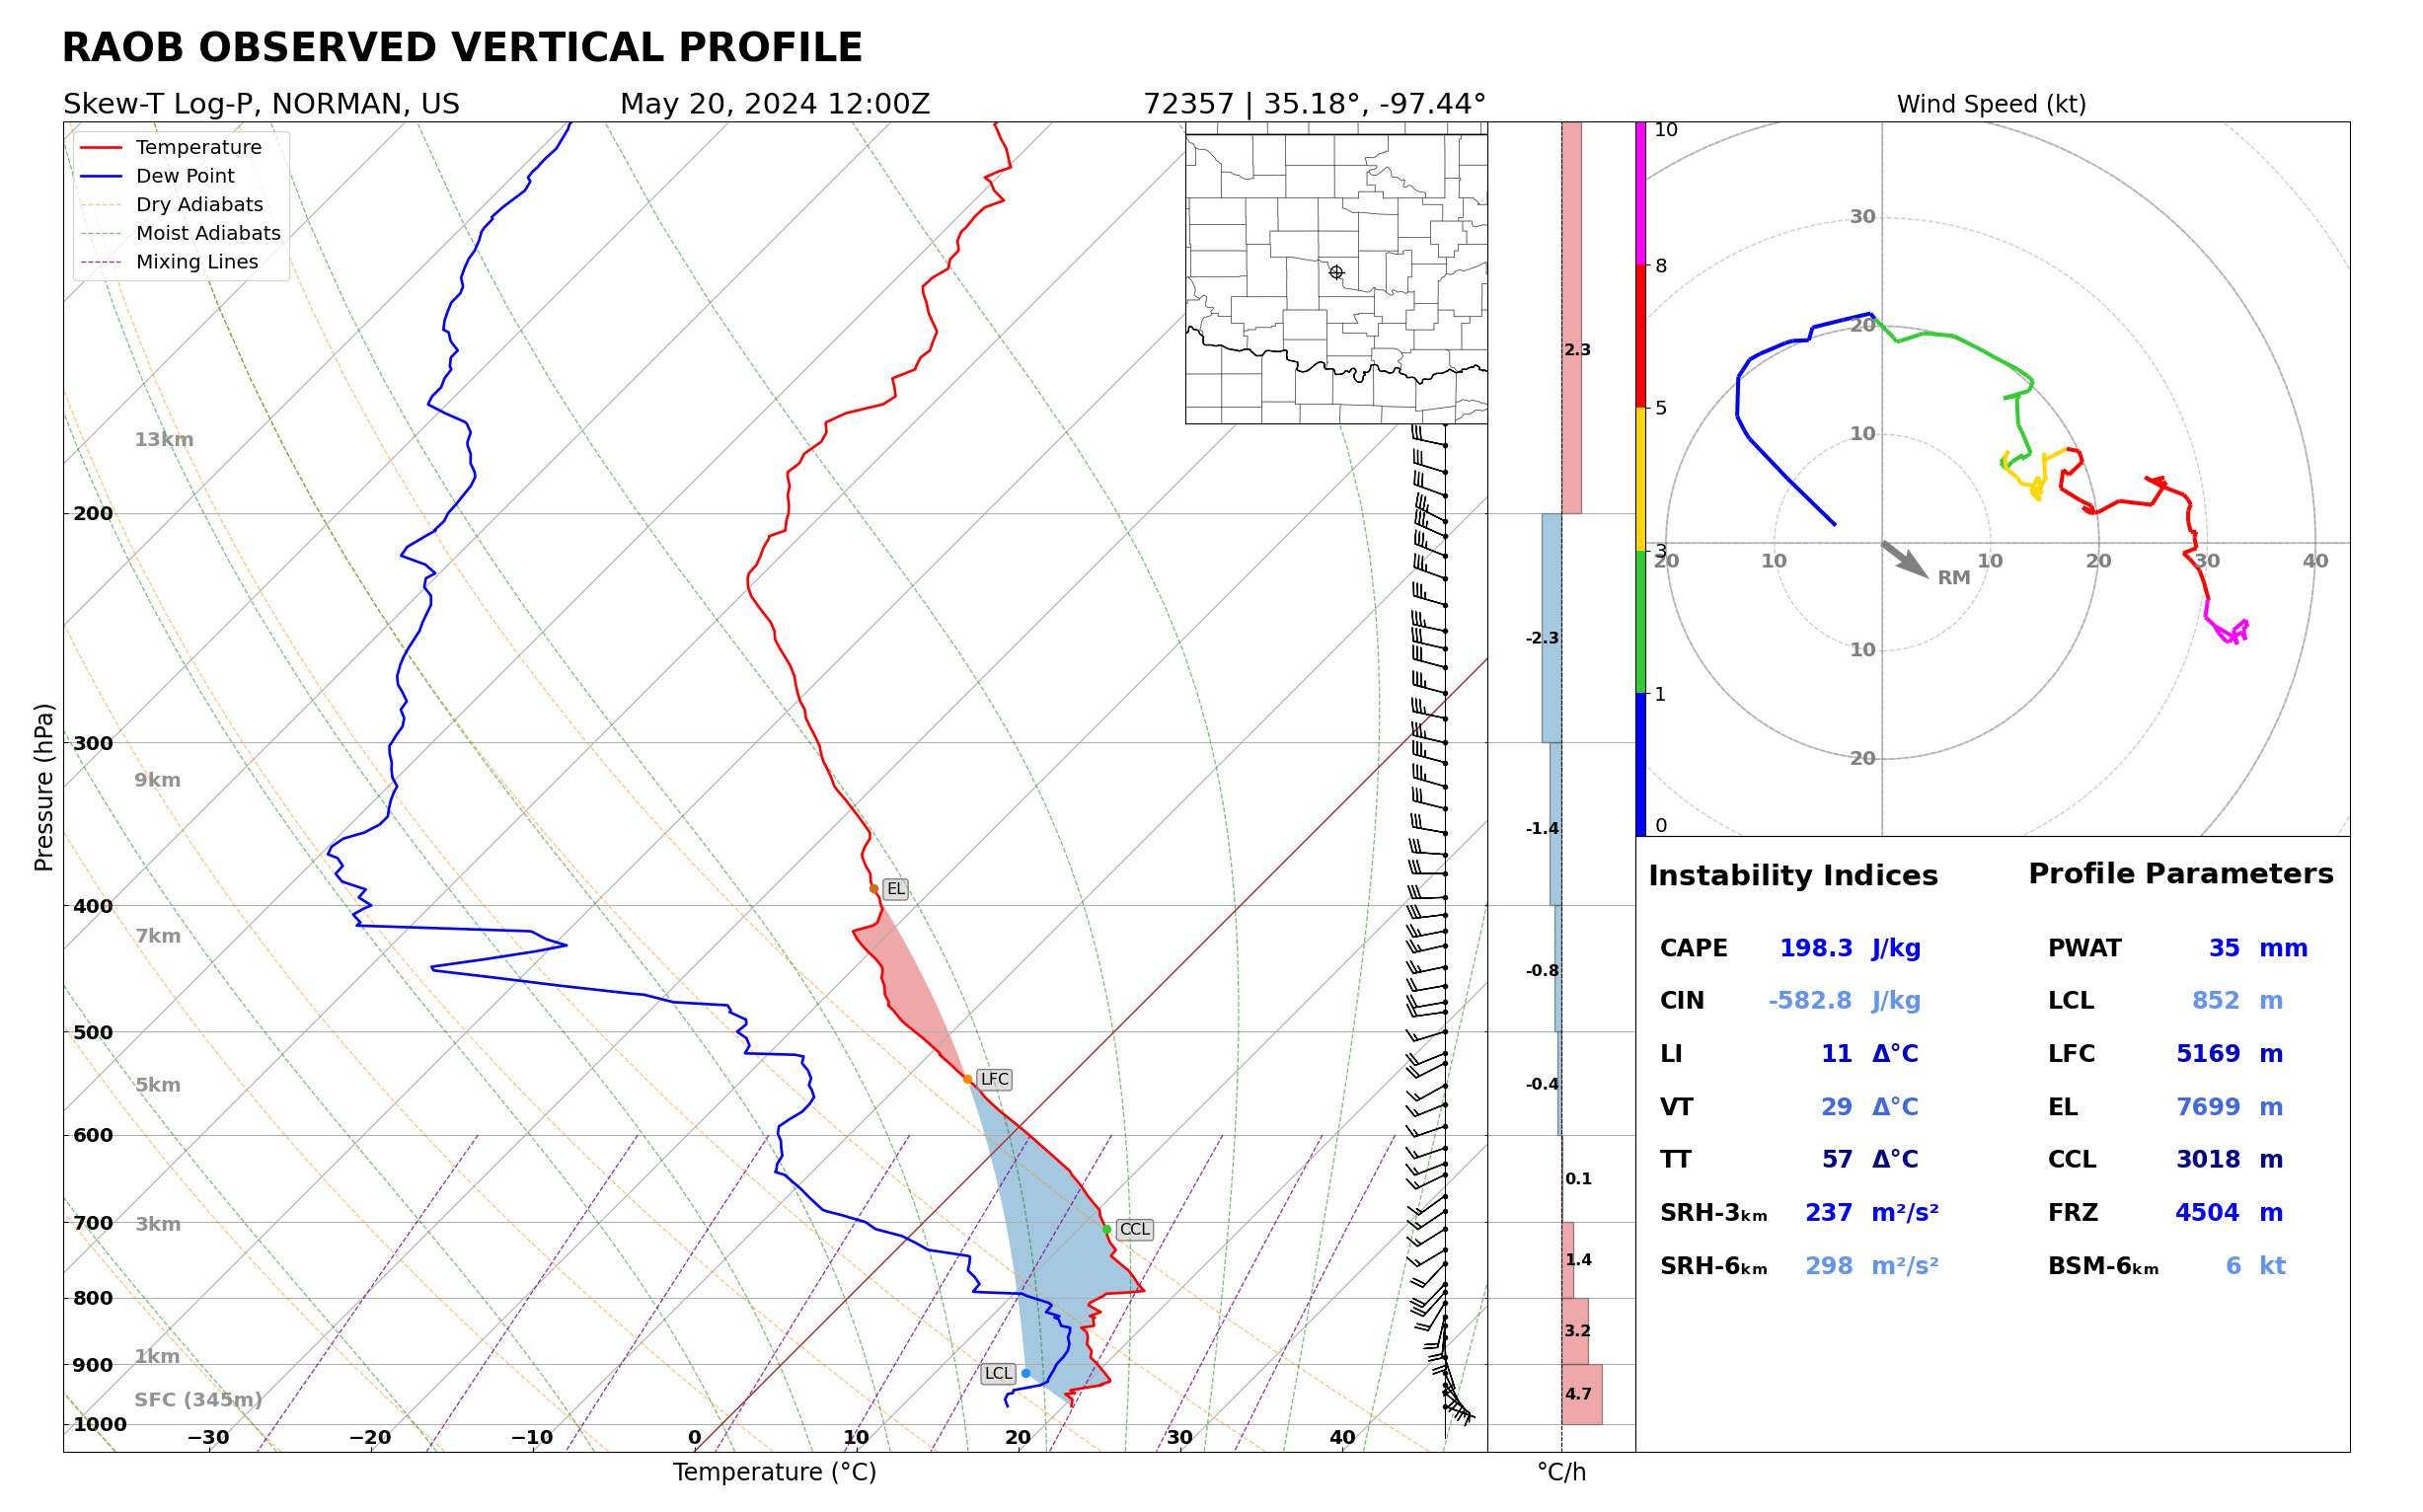 RAOB OBSERVED VERTICAL PROFILE
Skew-T Log-P, NORMAN, US May 20, 2024 12:00Z 72357 | 35.18°, -97.44° Wind Speed (kt)
Temperature
Dew Point
Dry Adiabats
Moist Adiabats
Mixing Lines
Pressure (hPa)
200
300
400
500
600
700
800
900
1000
13km
9km
7km
5km
3km
1km
SFC (345m)
EL
LFC
CCL
LCL
−30 −20 −10 0 10 20 30 40
Temperature (°C)
2.3
-2.3
-1.4
-0.8
-0.4
0.1
1.4
3.2
4.7
°C/h
10
8
5
3
1
0
30
20
10
20 10 10 20 30 40
RM
10
20
Instability Indices Profile Parameters
CAPE 198.3 J/kg PWAT 35 mm
CIN -582.8 J/kg LCL 852 m
LI 11 Δ°C LFC 5169 m
VT 29 Δ°C EL 7699 m
TT 57 Δ°C CCL 3018 m
SRH-3ₖₘ 237 m²/s² FRZ 4504 m
SRH-6ₖₘ 298 m²/s² BSM-6ₖₘ 6 kt